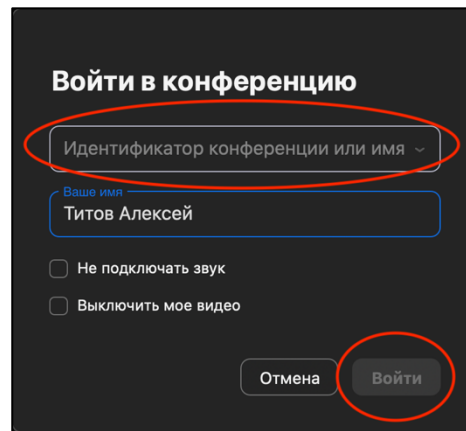 Войти в конференцию
Идентификатор конференции или имя
Ваше имя
Титов Алексей
Не подключать звук
Выключить мое видео
Отмена Войти